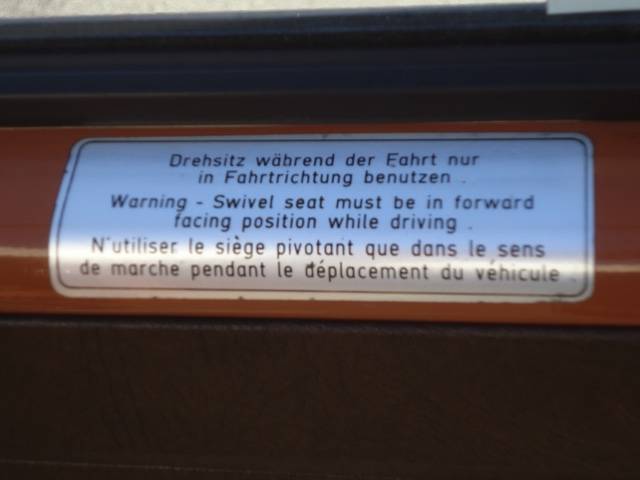 Drehsitz während der Fahrt nur
in Fahrtrichtung benutzen.
Warning - Swivel seat must be in forward
facing position while driving.
N'utiliser le siège pivotant que dans le sens
de marche pendant le déplacement du véhicule